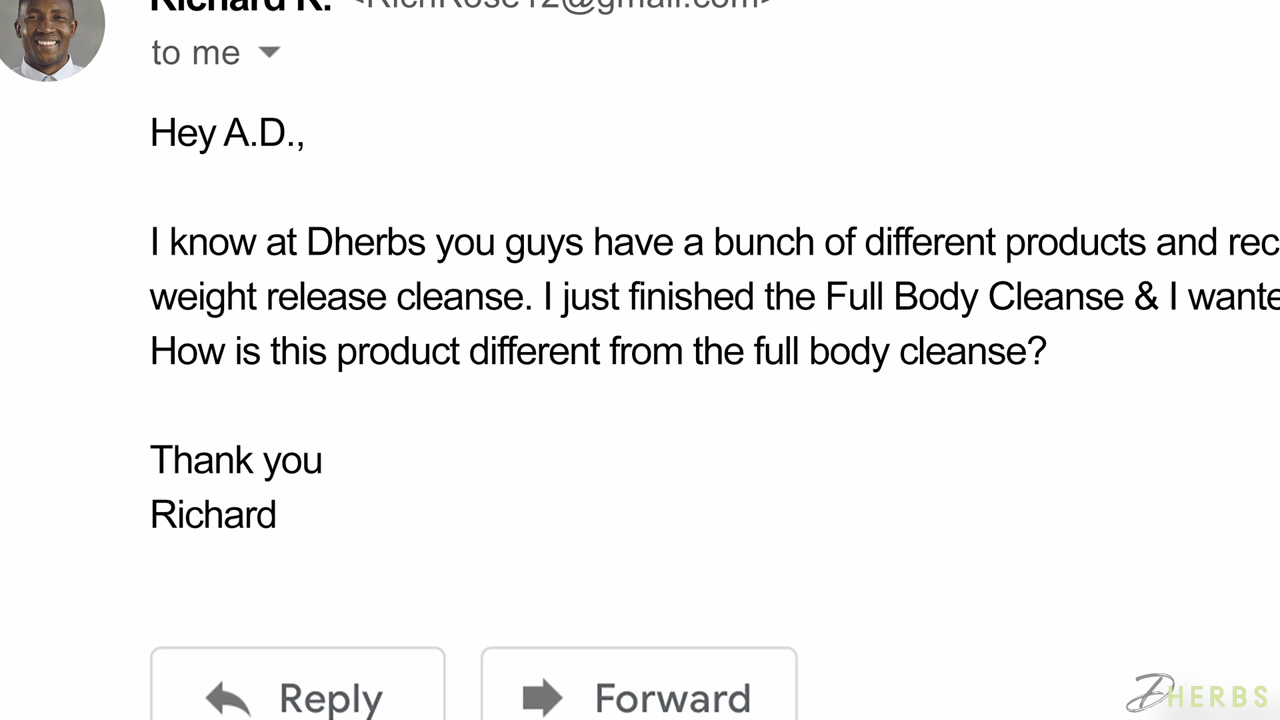 to me
Hey A.D.,
I know at Dherbs you guys have a bunch of different products and
weight release cleanse. I just finished the Full Body Cleanse & I
How is this product different from the full body cleanse?
Thank you
Richard
Reply
Forward
DHERBS